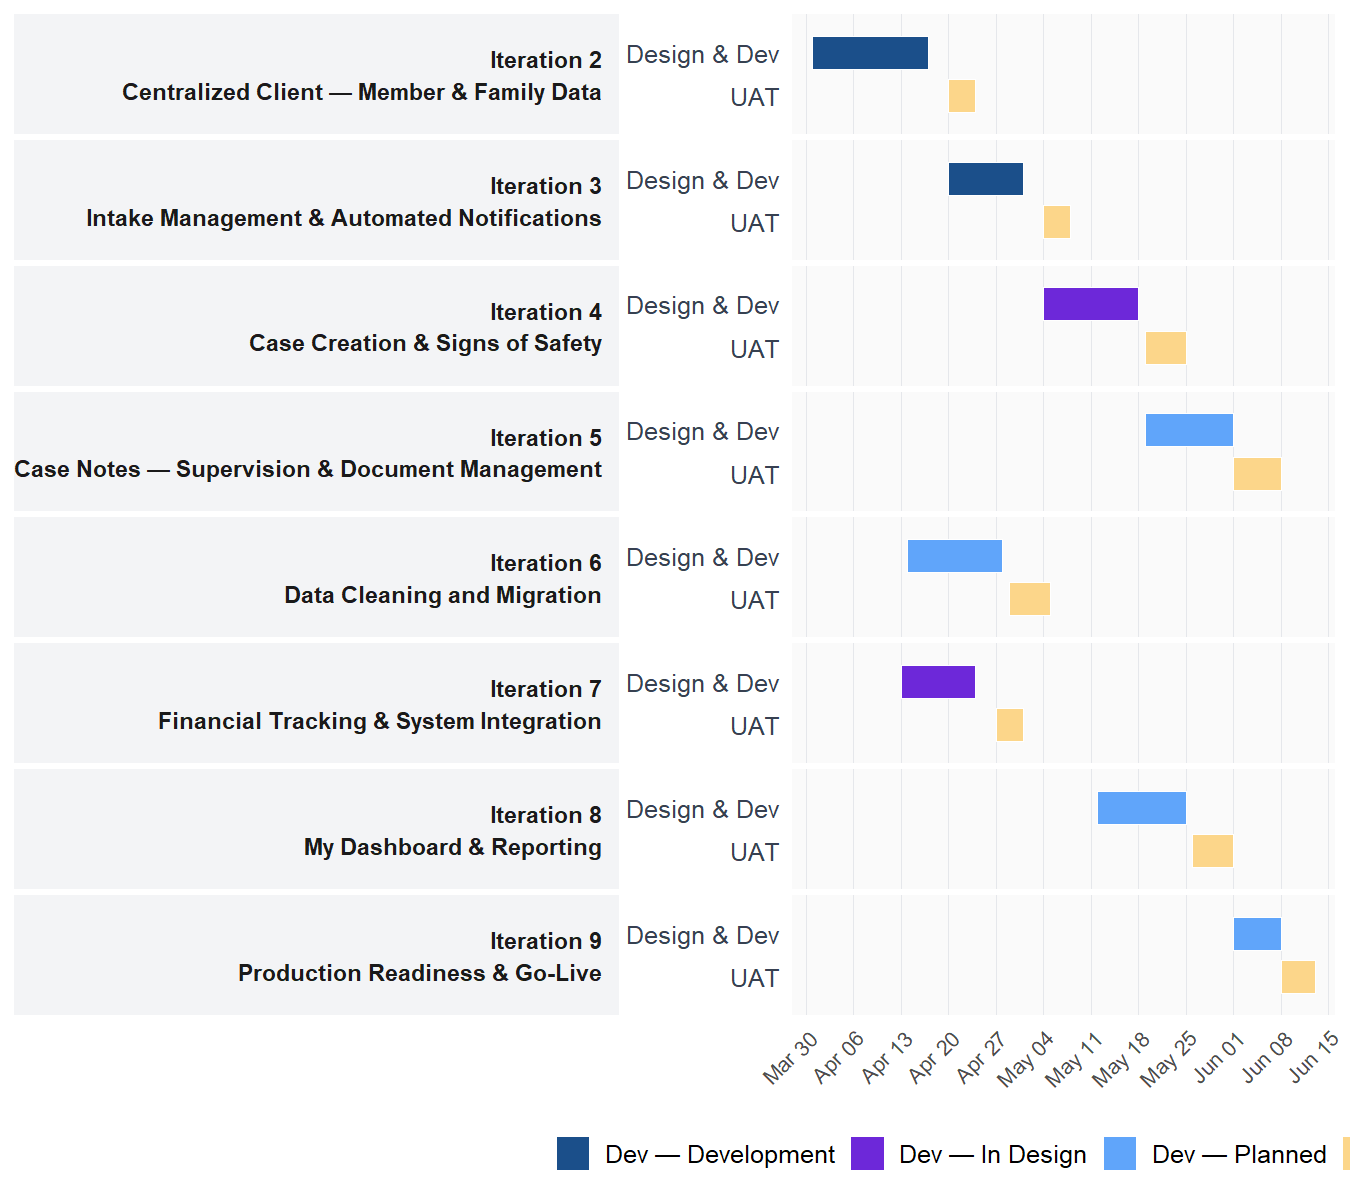 Iteration 2
Centralized Client — Member & Family Data
Design & Dev
UAT
Iteration 3
Intake Management & Automated Notifications
Design & Dev
UAT
Iteration 4
Case Creation & Signs of Safety
Design & Dev
UAT
Iteration 5
Case Notes — Supervision & Document Management
Design & Dev
UAT
Iteration 6
Data Cleaning and Migration
Design & Dev
UAT
Iteration 7
Financial Tracking & System Integration
Design & Dev
UAT
Iteration 8
My Dashboard & Reporting
Design & Dev
UAT
Iteration 9
Production Readiness & Go-Live
Design & Dev
UAT
Mar 30
Apr 06
Apr 13
Apr 20
Apr 27
May 04
May 11
May 18
May 25
Jun 01
Jun 08
Jun 15
Dev — Development
Dev — In Design
Dev — Planned